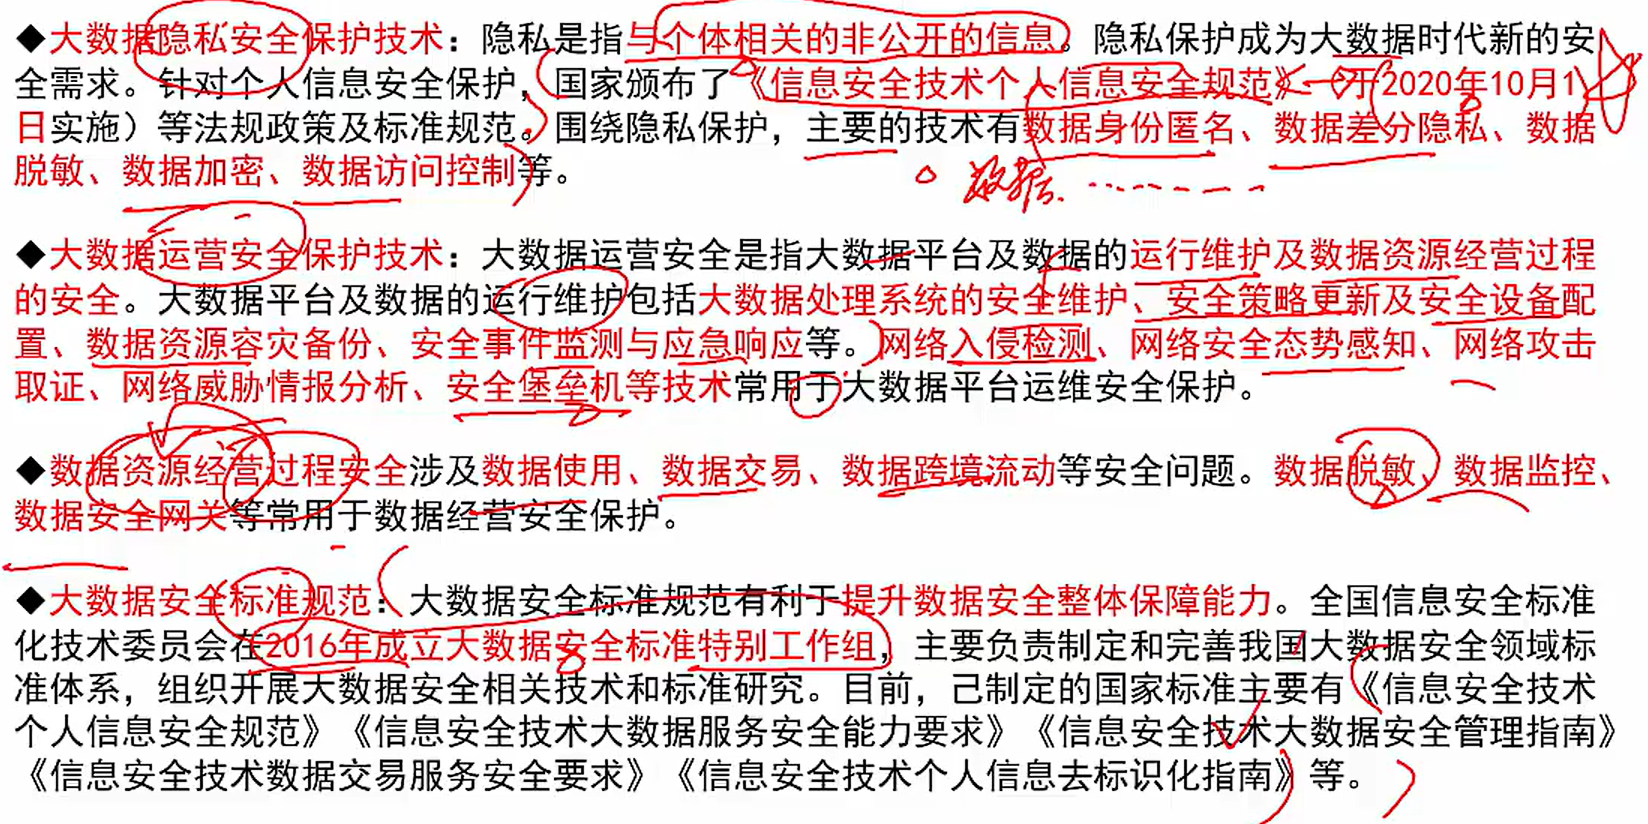 ◆大数据隐私安全保护技术：隐私是指与个体相关的非公开的信息。隐私保护成为大数据时代新的安
全需求。针对个人信息安全保护，国家颁布了《信息安全技术个人信息安全规范》（于2020年10月1
日实施）等法规政策及标准规范。围绕隐私保护，主要的技术有数据身份匿名、数据差分隐私、数据
脱敏、数据加密、数据访问控制等。
数据
◆大数据运营安全保护技术：大数据运营安全是指大数据平台及数据的运行维护及数据资源经营过程
的安全。大数据平台及数据的运行维护包括大数据处理系统的安全维护、安全策略更新及安全设备配
置、数据资源容灾备份、安全事件监测与应急响应等。网络入侵检测、网络安全态势感知、网络攻击
取证、网络威胁情报分析、安全堡垒机等技术常用于大数据平台运维安全保护。
◆数据资源经营过程安全涉及数据使用、数据交易、数据跨境流动等安全问题。数据脱敏、数据监控、
数据安全网关等常用于数据经营安全保护。
◆大数据安全标准规范：大数据安全标准规范有利于提升数据安全整体保障能力。全国信息安全标准
化技术委员会在2016年成立大数据安全标准特别工作组，主要负责制定和完善我国大数据安全领域标
准体系，组织开展大数据安全相关技术和标准研究。目前，己制定的国家标准主要有《信息安全技术
个人信息安全规范》《信息安全技术大数据服务安全能力要求》《信息安全技术大数据安全管理指南》
《信息安全技术数据交易服务安全要求》《信息安全技术个人信息去标识化指南》等。